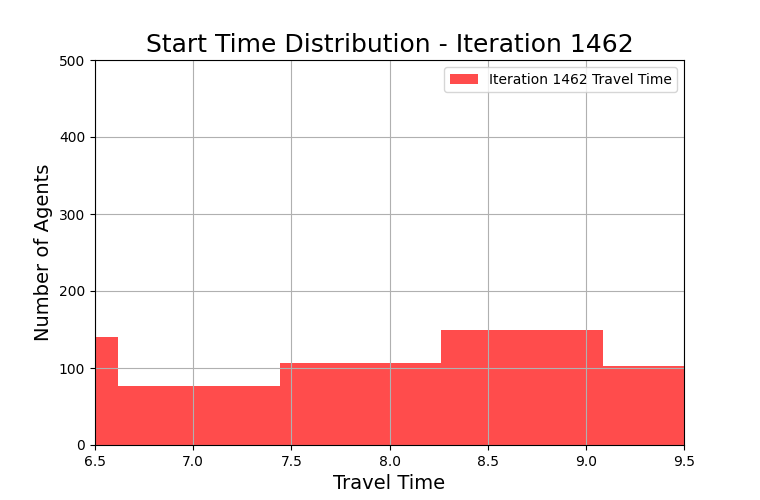 Start Time Distribution - Iteration 1462
Iteration 1462 Travel Time
Number of Agents
500
400
300
200
100
0
6.5 7.0 7.5 8.0 8.5 9.0 9.5
Travel Time